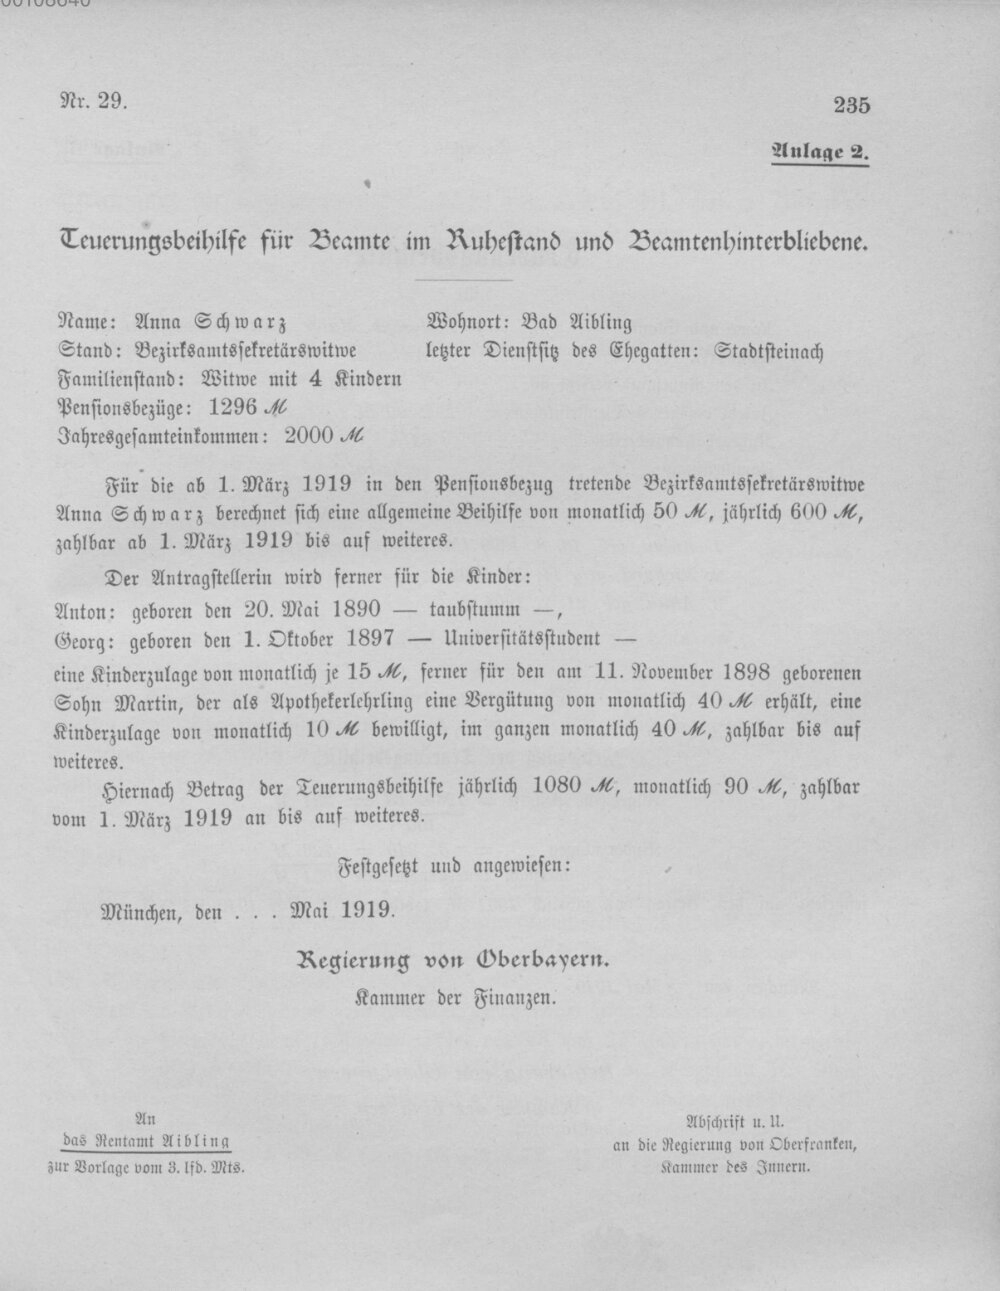 Nr. 29.
235
Anlage 2.
Teuerungsbeihilfe für Beamte im Ruhestand und Beamtenhinterbliebene.
Name: Anna Schwarz
Wohnort: Bad Aibling
Stand: Bezirksamtssekretärswitwe
letzter Dienstsitz des Ehegatten: Stadtsteinach
Familienstand: Witwe mit 4 Kindern
Pensionsbezüge: 1296 ℳ
Jahresgesamteinkommen: 2000 ℳ
Für die ab 1. März 1919 in den Pensionsbezug tretende Bezirksamtssekretärswitwe
Anna Schwarz berechnet sich eine allgemeine Beihilfe von monatlich 50 ℳ, jährlich 600 ℳ,
zahlbar ab 1. März 1919 bis auf weiteres.
Der Antragstellerin wird ferner für die Kinder:
Anton: geboren den 20. Mai 1890 — taubstumm —,
Georg: geboren den 1. Oktober 1897 — Universitätsstudent —
eine Kinderzulage von monatlich je 15 ℳ, ferner für den am 11. November 1898 geborenen
Sohn Martin, der als Apothekerlehrling eine Vergütung von monatlich 40 ℳ erhält, eine
Kinderzulage von monatlich 10 ℳ bewilligt, im ganzen monatlich 40 ℳ, zahlbar bis auf
weiteres.
Hiernach Betrag der Teuerungsbeihilfe jährlich 1080 ℳ, monatlich 90 ℳ, zahlbar
vom 1. März 1919 an bis auf weiteres.
Festgesetzt und angewiesen:
München, den . . . Mai 1919.
Regierung von Oberbayern.
Kammer der Finanzen.
An
das Rentamt Aibling
zur Vorlage vom 3. lfd. Mts.
Abschrift u. U.
an die Regierung von Oberfranken,
Kammer des Innern.